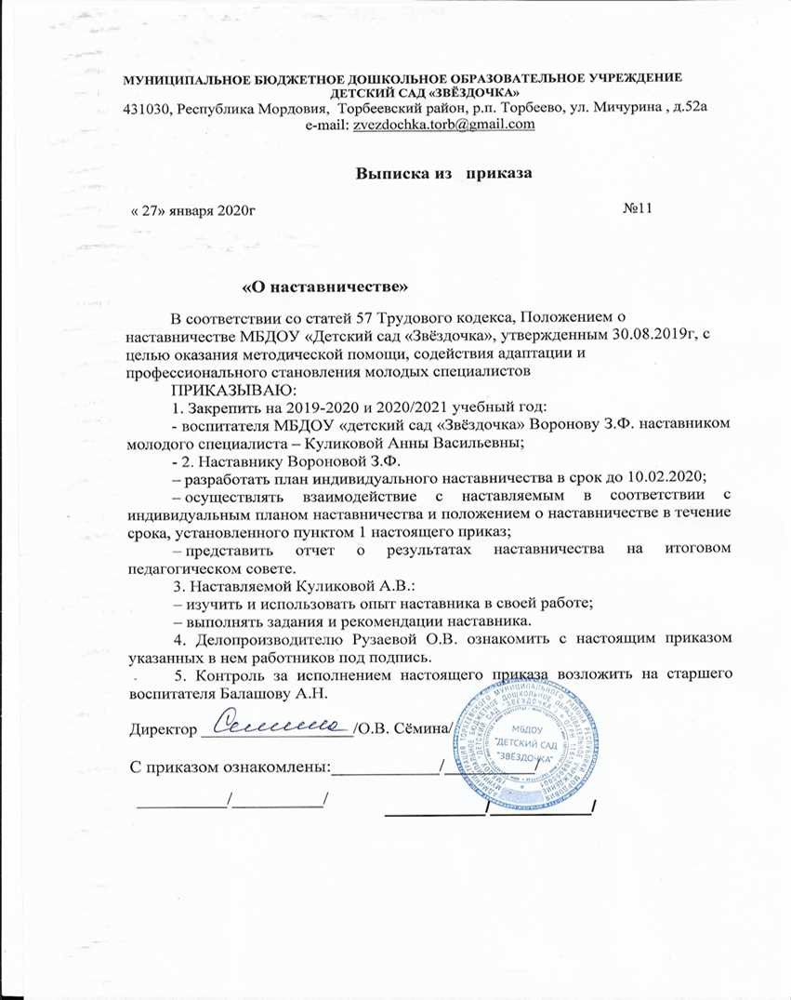 МУНИЦИПАЛЬНОЕ БЮДЖЕТНОЕ ДОШКОЛЬНОЕ ОБРАЗОВАТЕЛЬНОЕ УЧРЕЖДЕНИЕ
ДЕТСКИЙ САД «ЗВЁЗДОЧКА»
431030, Республика Мордовия, Торбеевский район, р.п. Торбеево, ул. Мичурина , д.52а
e-mail: zvezdochka.torb@gmail.com
Выписка из приказа
« 27» января 2020г №11
«О наставничестве»
В соответствии со статей 57 Трудового кодекса, Положением о
наставничестве МБДОУ «Детский сад «Звёздочка», утвержденным 30.08.2019г, с
целью оказания методической помощи, содействия адаптации и
профессионального становления молодых специалистов
ПРИКАЗЫВАЮ:
1. Закрепить на 2019-2020 и 2020/2021 учебный год:
- воспитателя МБДОУ «детский сад «Звёздочка» Воронову З.Ф. наставником
молодого специалиста – Куликовой Анны Васильевны;
- 2. Наставнику Вороновой З.Ф.
– разработать план индивидуального наставничества в срок до 10.02.2020;
– осуществлять взаимодействие с наставляемым в соответствии с
индивидуальным планом наставничества и положением о наставничестве в течение
срока, установленного пунктом 1 настоящего приказ;
– представить отчет о результатах наставничества на итоговом
педагогическом совете.
3. Наставляемой Куликовой А.В.:
– изучить и использовать опыт наставника в своей работе;
– выполнять задания и рекомендации наставника.
4. Делопроизводителю Рузаевой О.В. ознакомить с настоящим приказом
указанных в нем работников под подпись.
5. Контроль за исполнением настоящего приказа возложить на старшего
воспитателя Балашову А.Н.
Директор ____________________/О.В. Сёмина/
МБДОУ
"ДЕТСКИЙ САД
"ЗВЁЗДОЧКА"
С приказом ознакомлены:_____________/___________/
___________/___________/
____________/____________/